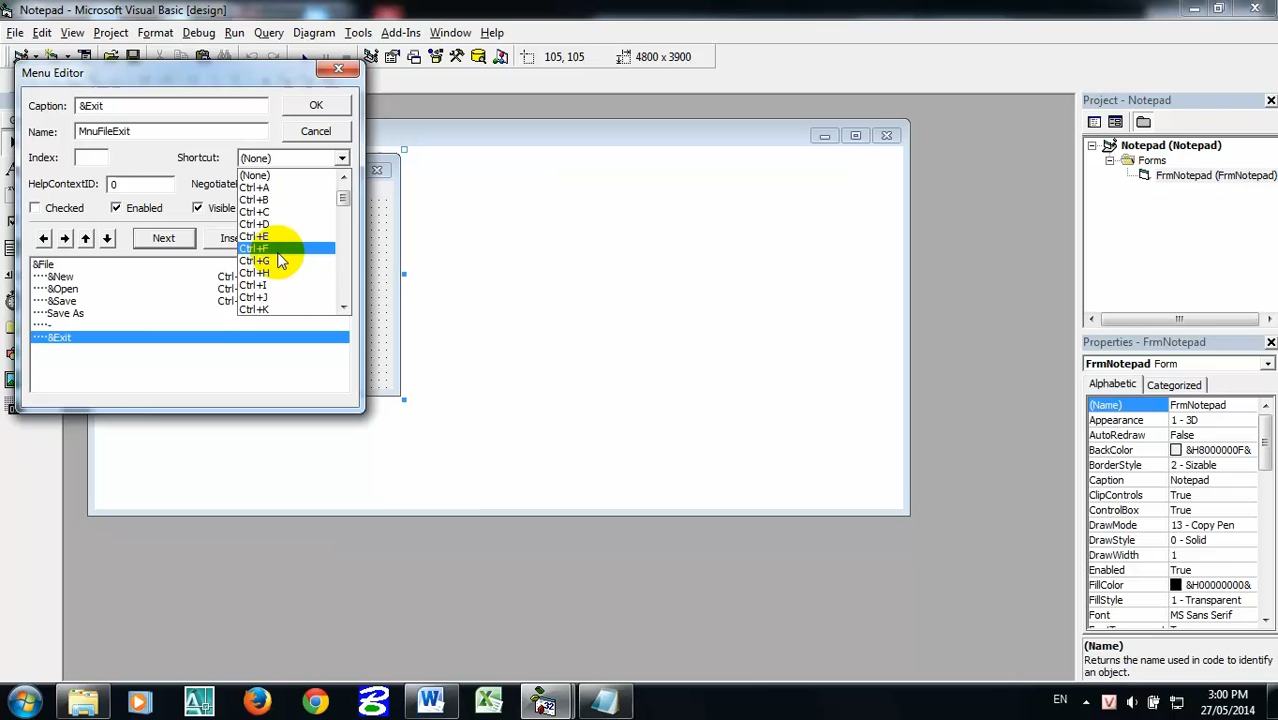 Notepad - Microsoft Visual Basic [design]
File Edit View Project Format Debug Run Query Diagram Tools Add-Ins Window Help
105, 105
4800 x 3900
Menu Editor
Caption: &Exit
OK
Name: MnuFileExit
Cancel
Index:
Shortcut: (None)
HelpContextID: 0
Checked
Enabled
Visible
Next
(None)
Ctrl+A
Ctrl+B
Ctrl+C
Ctrl+D
Ctrl+E
Ctrl+F
Ctrl+G
Ctrl+H
Ctrl+I
Ctrl+J
Ctrl+K
&File
····&New Ctrl-
····&Open Ctrl-
····&Save Ctrl-
····Save As
····-
····&Exit
Project - Notepad
Notepad (Notepad)
Forms
FrmNotepad (FrmNotepad)
Properties - FrmNotepad
FrmNotepad Form
Alphabetic Categorized
(Name) FrmNotepad
Appearance 1 - 3D
AutoRedraw False
BackColor &H8000000F&
BorderStyle 2 - Sizable
Caption Notepad
ClipControls True
ControlBox True
DrawMode 13 - Copy Pen
DrawStyle 0 - Solid
DrawWidth 1
Enabled True
FillColor &H00000000&
FillStyle 1 - Transparent
Font MS Sans Serif
(Name)
Returns the name used in code to identify
an object.
EN
3:00 PM
27/05/2014